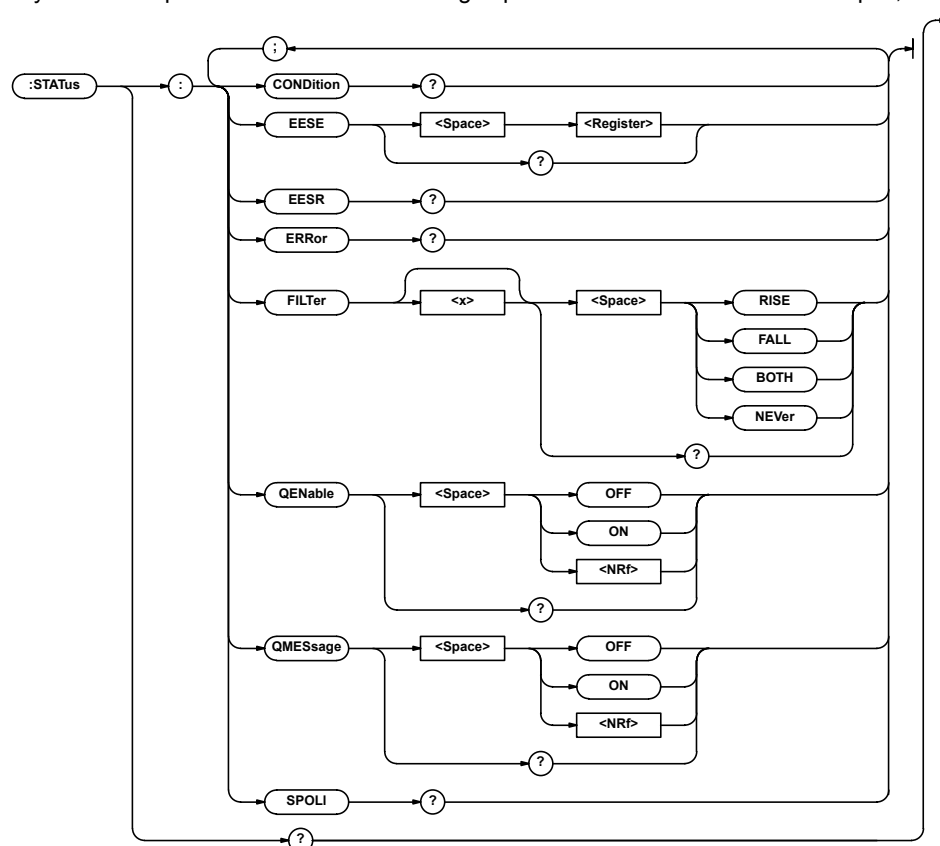 ;
:STATus
:
CONDition
?
EESE
<Space>
<Register>
?
EESR
?
ERRor
?
FILTer
<x>
<Space>
RISE
FALL
BOTH
NEVer
?
QENable
<Space>
OFF
ON
<NRf>
?
QMESsage
<Space>
OFF
ON
<NRf>
?
SPOLI
?
?